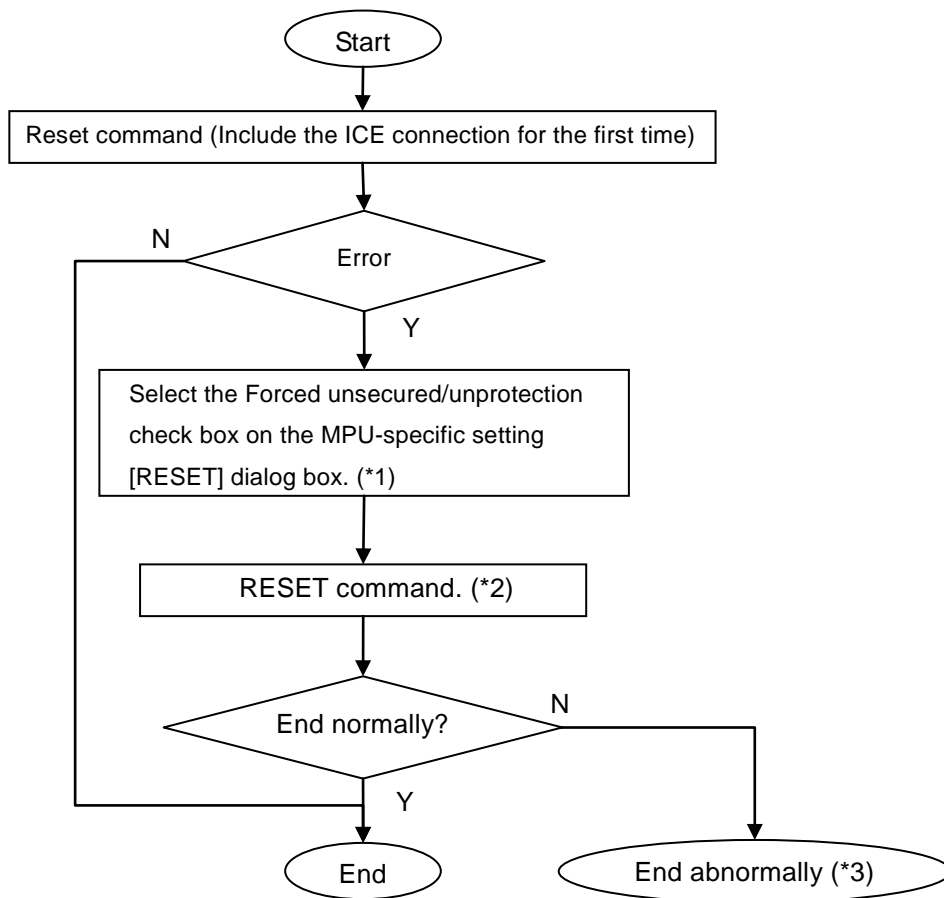 Start
Reset command (Include the ICE connection for the first time)
N
Error
Y
Select the Forced unsecured/unprotection
check box on the MPU-specific setting
[RESET] dialog box. (*1)
RESET command. (*2)
N
End normally?
Y
End
End abnormally (*3)